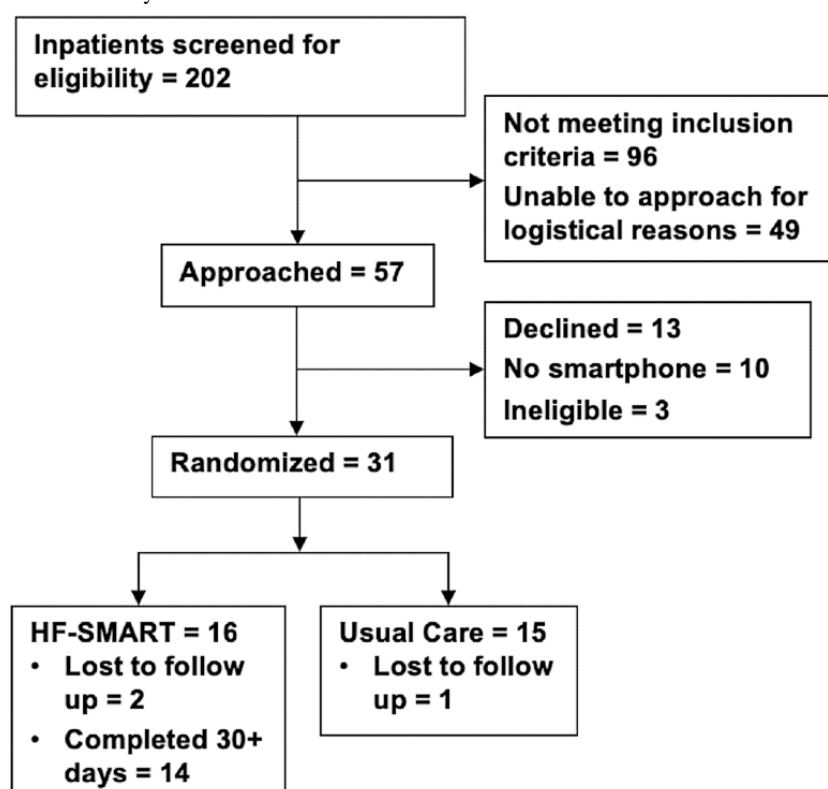 Inpatients screened for
eligibility = 202
Not meeting inclusion
criteria = 96
Unable to approach for
logistical reasons = 49
Approached = 57
Declined = 13
No smartphone = 10
Ineligible = 3
Randomized = 31
HF-SMART = 16
• Lost to follow
up = 2
• Completed 30+
days = 14
Usual Care = 15
• Lost to follow
up = 1